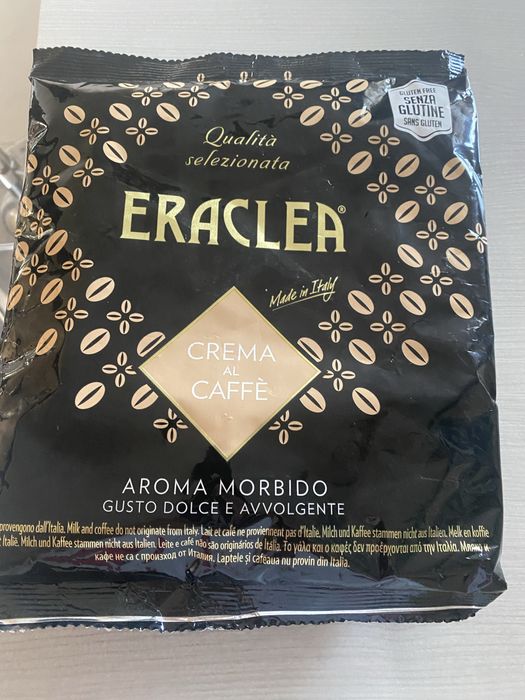 GLUTEN FREE
SENZA
GLUTINE
SANS GLUTEN
Qualità
selezionata
ERACLEA®
Made in Italy
CREMA
AL
CAFFÈ
AROMA MORBIDO
GUSTO DOLCE E AVVOLGENTE
provengono dall'Italia. Milk and coffee do not originate from Italy. Lait et café ne proviennent pas d'Italie. Milch und Kaffee stammen nicht aus Italien. Melk en koffie
Italië. Milch und Kaffee stammen nicht aus Italien. Leite e café não são originários de Itália. Το γάλα και ο καφές δεν προέρχονται από την Ιταλία.
кафе не са с произход от Италия. Laptele și cafeaua nu provin din Italia.